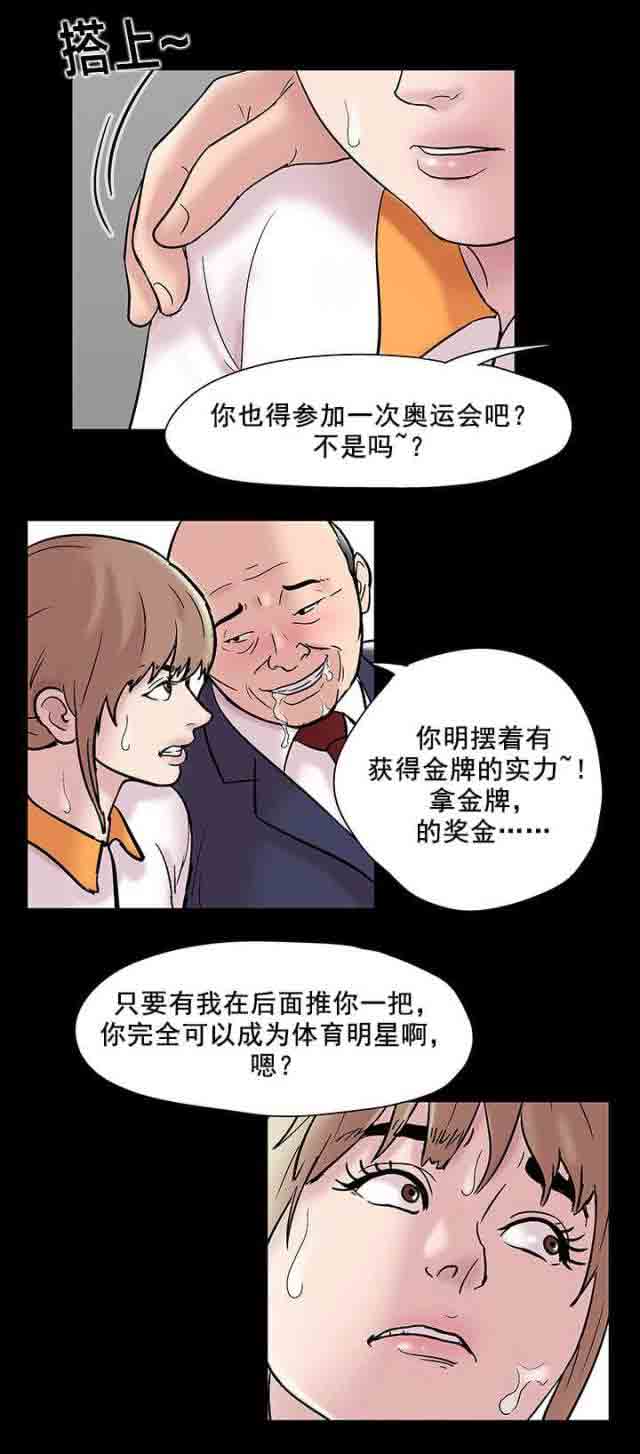 搭上~
你也得参加一次奥运会吧？
不是吗~？
你明摆着有
获得金牌的实力~！
拿金牌，
的奖金……
只要有我在后面推你一把，
你完全可以成为体育明星啊，
嗯？